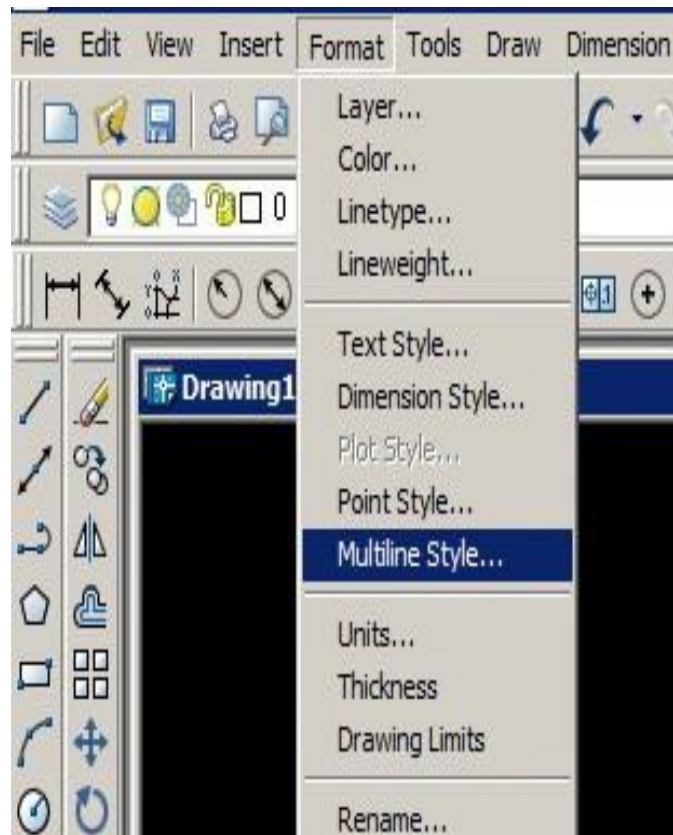 File Edit View Insert Format Tools Draw Dimension
Layer...
Color...
0
Linetype...
Lineweight...
Text Style...
Drawing1
Dimension Style...
Plot Style...
Point Style...
Multiline Style...
Units...
Thickness
Drawing Limits
Rename...